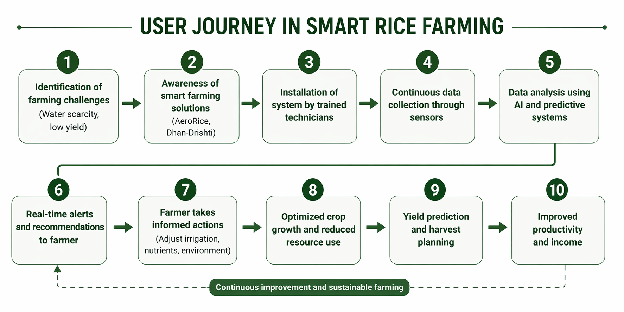 USER JOURNEY IN SMART RICE FARMING
1
Identification of
farming challenges
(Water scarcity,
low yield)
2
Awareness of
smart farming
solutions
(AeroRice,
Dhan-Drishti)
3
Installation of
system by trained
technicians
4
Continuous data
collection through
sensors
5
Data analysis using
AI and predictive
systems
6
Real-time alerts
and recommendations
to farmer
7
Farmer takes
informed actions
(Adjust irrigation,
nutrients, environment)
8
Optimized crop
growth and reduced
resource use
9
Yield prediction
and harvest
planning
10
Improved
productivity
and income
Continuous improvement and sustainable farming